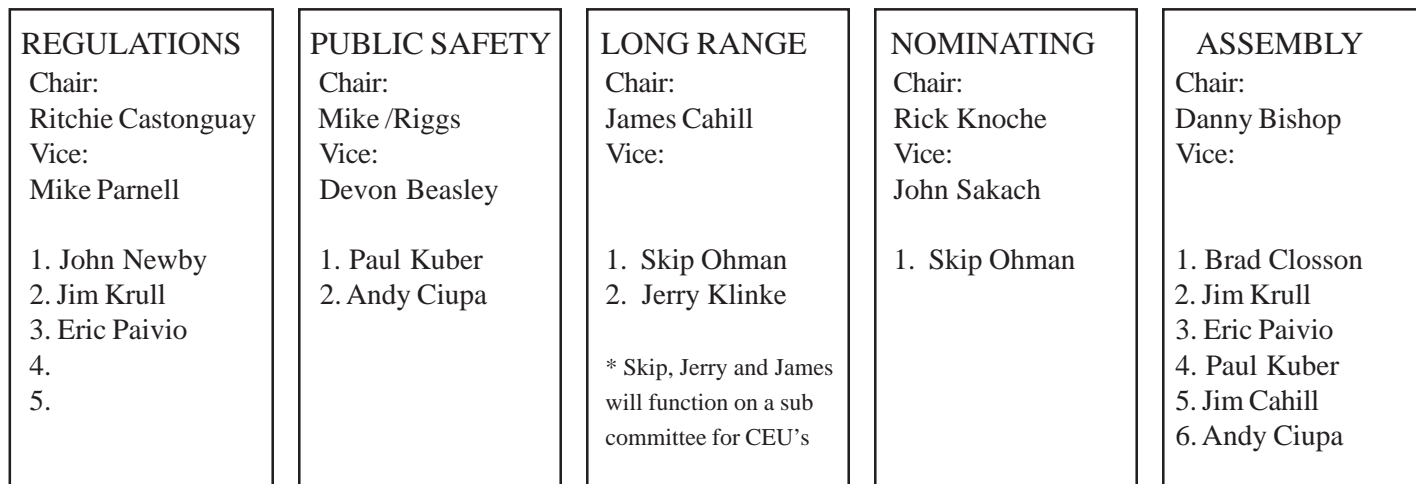 REGULATIONS
Chair:
Ritchie Castonguay
Vice:
Mike Parnell
1. John Newby
2. Jim Krull
3. Eric Paivio
4.
5.
PUBLIC SAFETY
Chair:
Mike /Riggs
Vice:
Devon Beasley
1. Paul Kuber
2. Andy Ciupa
LONG RANGE
Chair:
James Cahill
Vice:
1. Skip Ohman
2. Jerry Klinke
* Skip, Jerry and James
will function on a sub
committee for CEU's
NOMINATING
Chair:
Rick Knoche
Vice:
John Sakach
1. Skip Ohman
ASSEMBLY
Chair:
Danny Bishop
Vice:
1. Brad Closson
2. Jim Krull
3. Eric Paivio
4. Paul Kuber
5. Jim Cahill
6. Andy Ciupa